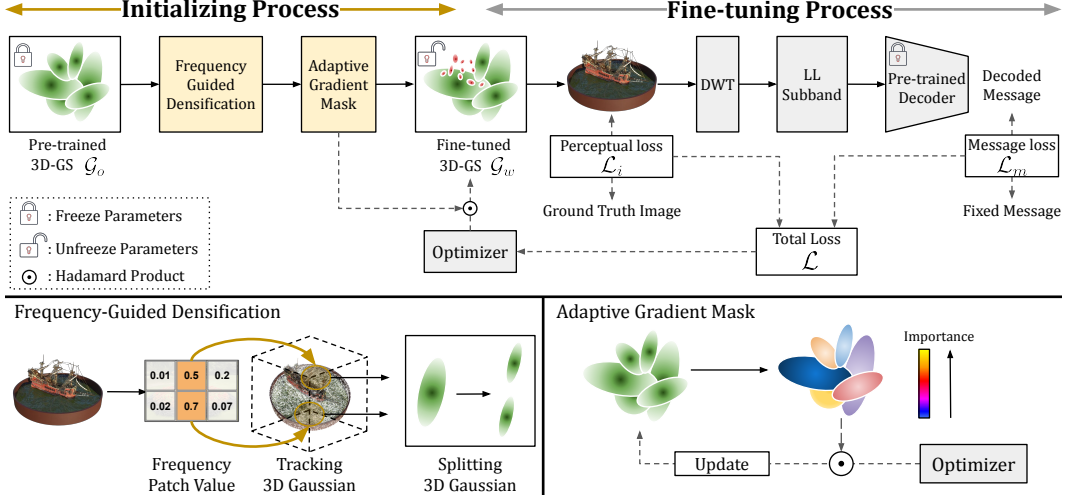 Initializing Process
Fine-tuning Process
Frequency
Guided
Densification
Adaptive
Gradient
Mask
DWT
LL
Subband
Pre-trained
Decoder
Decoded
Message
Pre-trained
3D-GS 𝒢ₒ
Fine-tuned
3D-GS 𝒢_w
Perceptual loss
ℒᵢ
Message loss
ℒₘ
Ground Truth Image
Fixed Message
: Freeze Parameters
: Unfreeze Parameters
: Hadamard Product
Optimizer
Total Loss
ℒ
Frequency-Guided Densification
0.01 0.5 0.2
0.02 0.7 0.07
Frequency
Patch Value
Tracking
3D Gaussian
Splitting
3D Gaussian
Adaptive Gradient Mask
Importance
Update
Optimizer